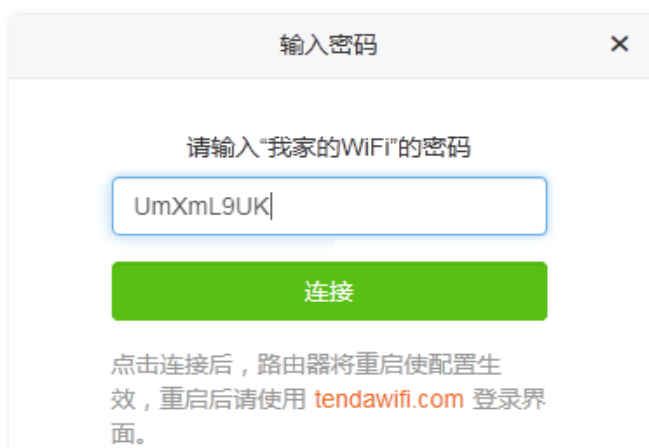 输入密码 ×
请输入“我家的WiFi”的密码
UmXmL9UK
连接
点击连接后，路由器将重启使配置生
效，重启后请使用 tendawifi.com 登录界
面。